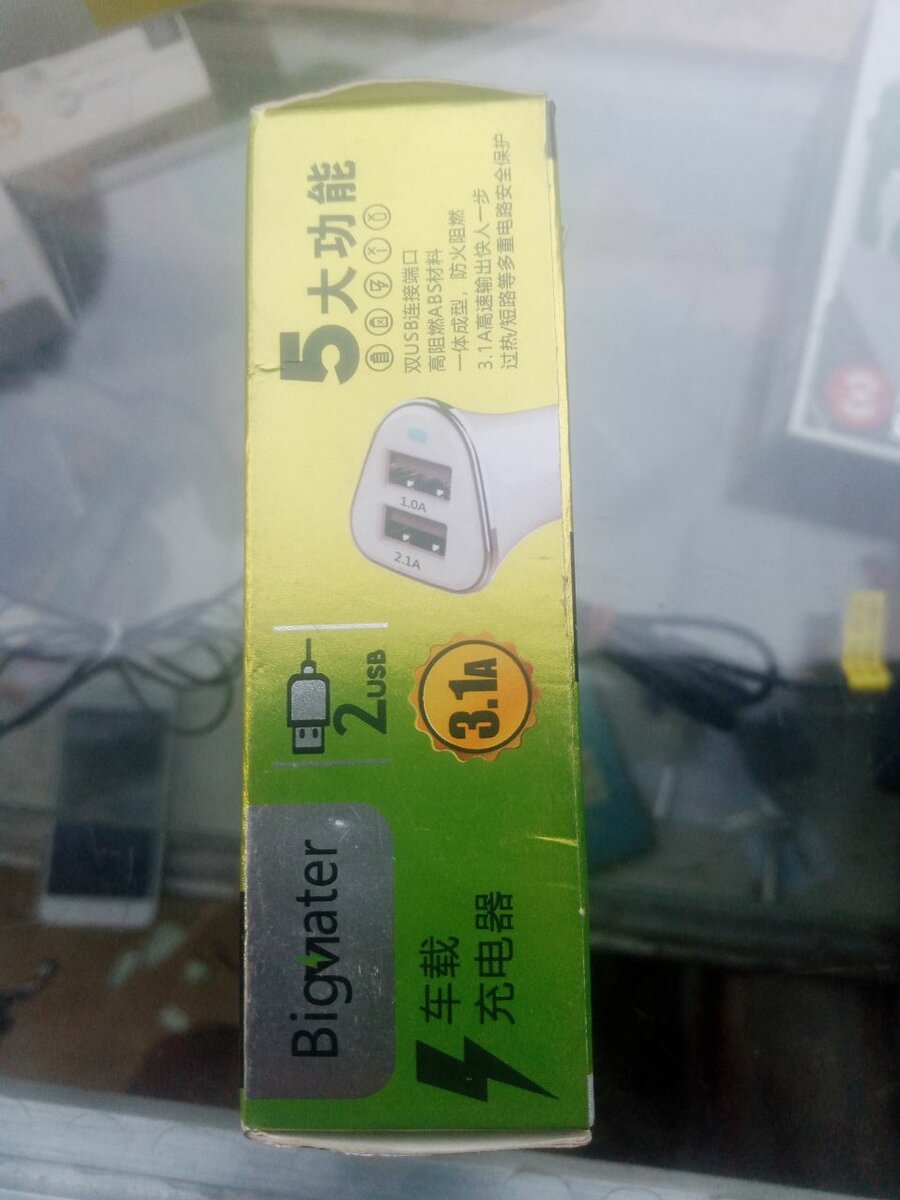 Bigmater
车载
充电器
2USB
3.1A
1.0A
2.1A
5大功能
双USB连接端口
高阻燃ABS材料
一体成型，防火阻燃
3.1A高速输出快人一步
过热/短路等多重电路安全保护